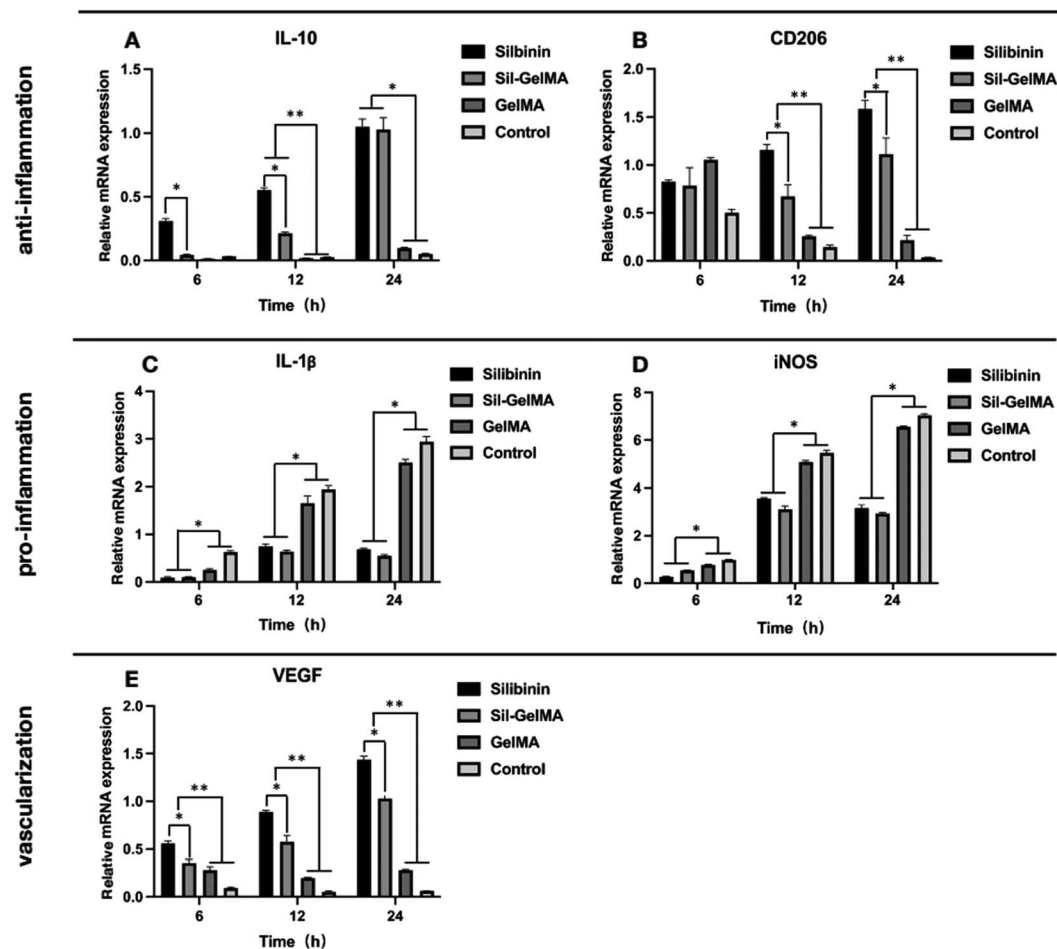 anti-inflammation
A
IL-10
Relative mRNA expression
1.5
1.0
0.5
0.0
*
*
**
*
6
12
24
Time (h)
Silbinin
Sil-GelMA
GelMA
Control
B
CD206
Relative mRNA expression
2.0
1.5
1.0
0.5
0.0
*
**
*
**
6
12
24
Time (h)
Silibinin
Sil-GelMA
GelMA
Control
pro-inflammation
C
IL-1β
Relative mRNA expression
4
3
2
1
0
*
*
*
6
12
24
Time (h)
Silibinin
Sil-GelMA
GelMA
Control
D
iNOS
Relative mRNA expression
8
6
4
2
0
*
*
*
6
12
24
Time (h)
Silibinin
Sil-GelMA
GelMA
Control
vascularization
E
VEGF
Relative mRNA expression
2.0
1.5
1.0
0.5
0.0
*
**
*
**
*
**
6
12
24
Time (h)
Silibinin
Sil-GelMA
GelMA
Control